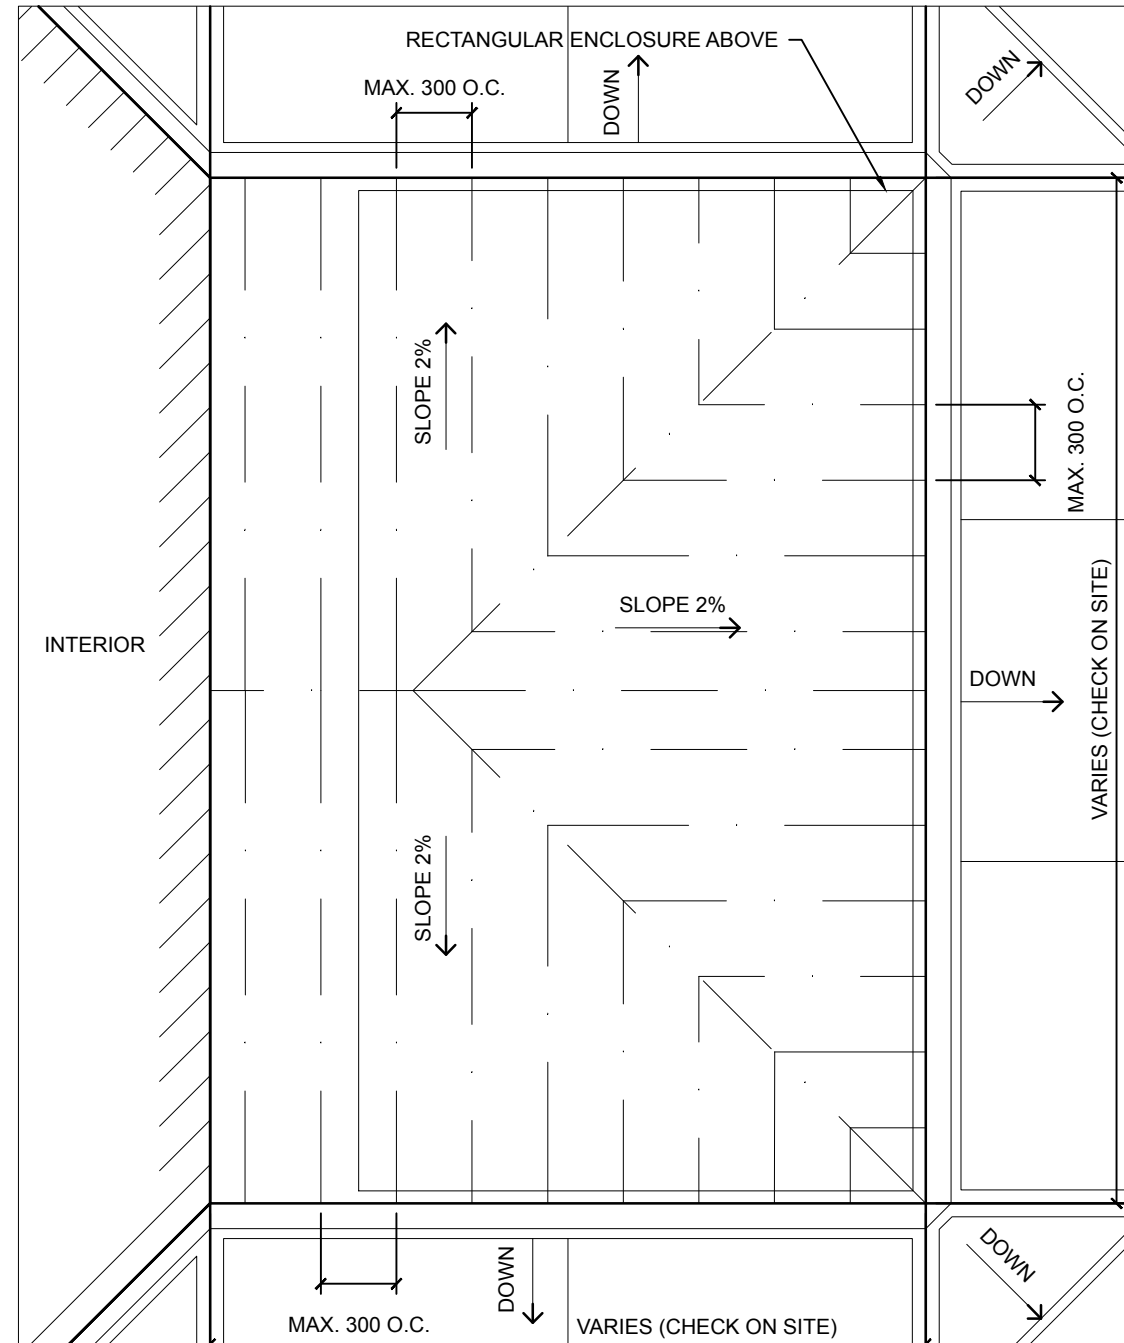 RECTANGULAR ENCLOSURE ABOVE
MAX. 300 O.C.
DOWN
DOWN
SLOPE 2%
MAX. 300 O.C.
SLOPE 2%
INTERIOR
DOWN
VARIES (CHECK ON SITE)
SLOPE 2%
DOWN
DOWN
MAX. 300 O.C.
VARIES (CHECK ON SITE)